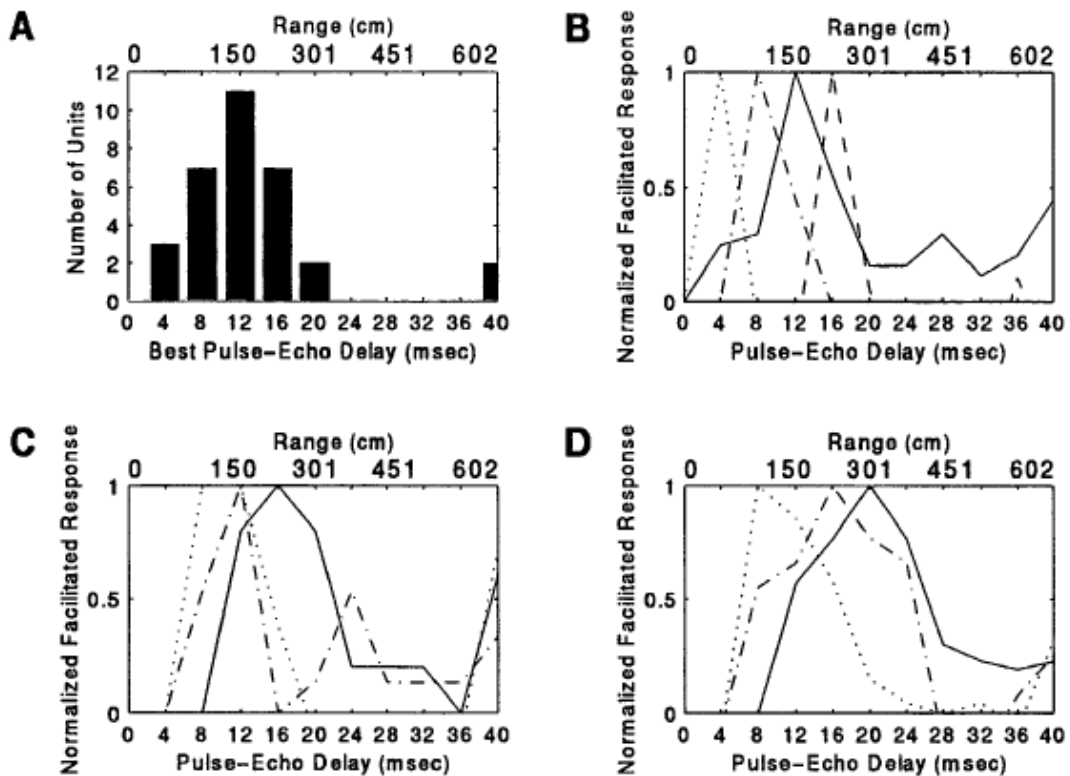 A
Range (cm)
0 150 301 451 602
12
10
8
6
4
2
0
Number of Units
0 4 8 12 16 20 24 28 32 36 40
Best Pulse-Echo Delay (msec)
B
Range (cm)
0 150 301 451 602
1
0.5
0
Normalized Facilitated Response
0 4 8 12 16 20 24 28 32 36 40
Pulse-Echo Delay (msec)
C
Range (cm)
0 150 301 451 602
1
0.5
0
Normalized Facilitated Response
0 4 8 12 16 20 24 28 32 36 40
Pulse-Echo Delay (msec)
D
Range (cm)
0 150 301 451 602
1
0.5
0
Normalized Facilitated Response
0 4 8 12 16 20 24 28 32 36 40
Pulse-Echo Delay (msec)